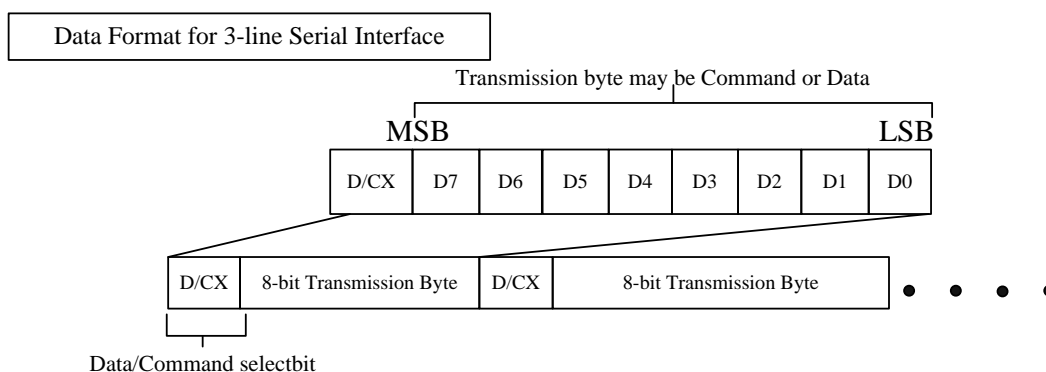 Data Format for 3-line Serial Interface
Transmission byte may be Command or Data
MSB LSB
D/CX D7 D6 D5 D4 D3 D2 D1 D0
D/CX 8-bit Transmission Byte D/CX 8-bit Transmission Byte
Data/Command selectbit